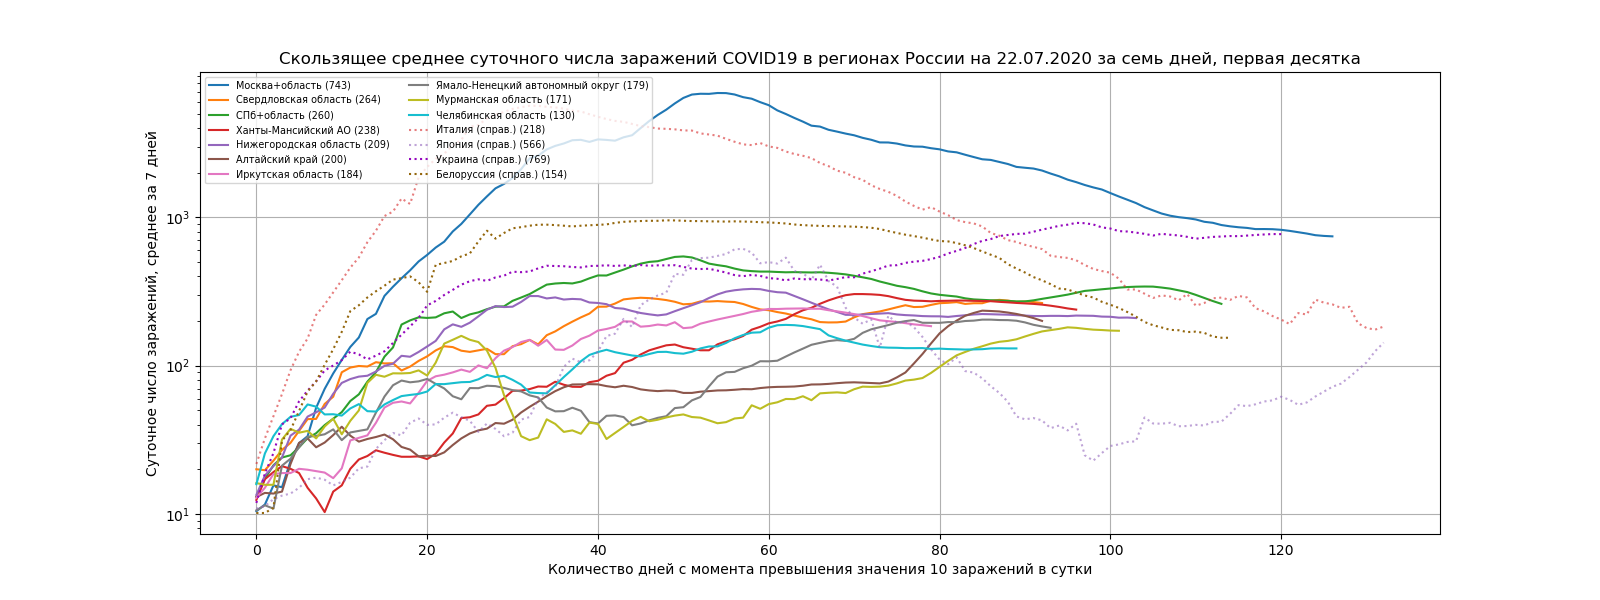 Скользящее среднее суточного числа заражений COVID19 в регионах России на 22.07.2020 за семь дней, первая десятка
Москва+область (743)
Свердловская область (264)
СПб+область (260)
Ханты-Мансийский АО (238)
Нижегородская область (209)
Алтайский край (200)
Иркутская область (184)
Ямало-Ненецкий автономный округ (179)
Мурманская область (171)
Челябинская область (130)
Италия (справ.) (218)
Япония (справ.) (566)
Украина (справ.) (769)
Белоруссия (справ.) (154)
Суточное число заражений, среднее за 7 дней
10³
10²
10¹
0 20 40 60 80 100 120
Количество дней с момента превышения значения 10 заражений в сутки